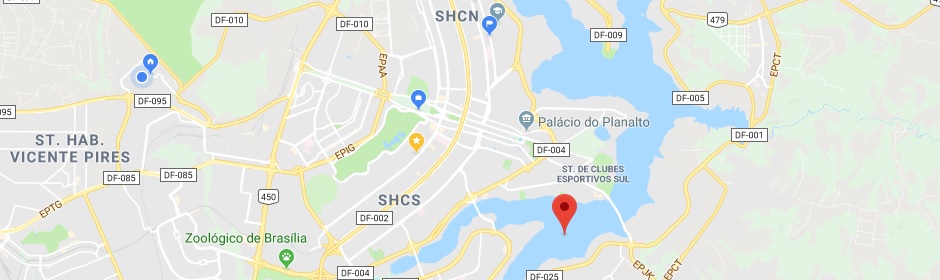 DF-010
DF-010
SHCN
DF-009
479
EPCT
EPAA
DF-095
095
DF-005
DF-001
Palácio do Planalto
ST. HAB.
VICENTE PIRES
EPIG
DF-004
DF-085
DF-085
ST. DE CLUBES
ESPORTIVOS SUL
450
SHCS
EPTG
DF-002
Zoológico de Brasília
DF-004
DF-025
EPJK
EPCT